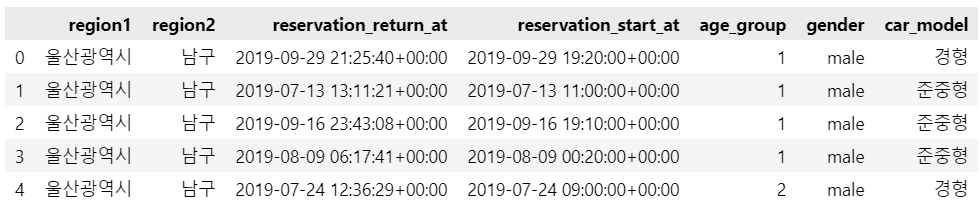 region1 region2 reservation_return_at reservation_start_at age_group gender car_model
0 울산광역시 남구 2019-09-29 21:25:40+00:00 2019-09-29 19:20:00+00:00 1 male 경형
1 울산광역시 남구 2019-07-13 13:11:21+00:00 2019-07-13 11:00:00+00:00 1 male 준중형
2 울산광역시 남구 2019-09-16 23:43:08+00:00 2019-09-16 19:10:00+00:00 1 male 준중형
3 울산광역시 남구 2019-08-09 06:17:41+00:00 2019-08-09 00:20:00+00:00 1 male 준중형
4 울산광역시 남구 2019-07-24 12:36:29+00:00 2019-07-24 09:00:00+00:00 2 male 경형